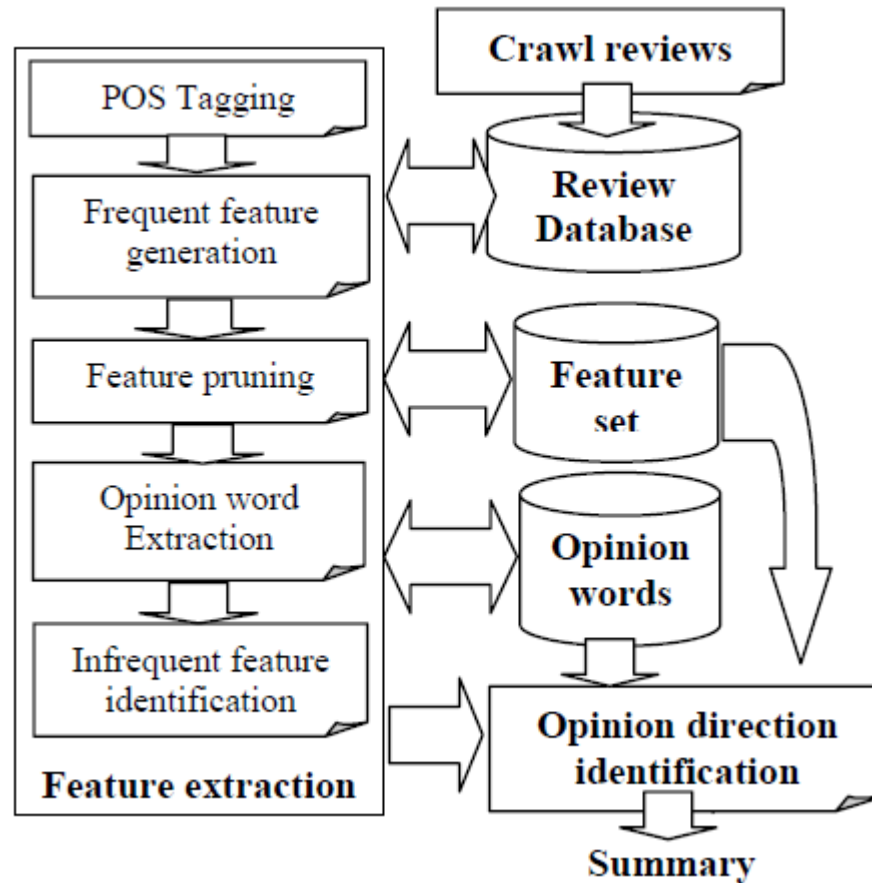 POS Tagging
Frequent feature
generation
Feature pruning
Opinion word
Extraction
Infrequent feature
identification
Feature extraction
Crawl reviews
Review
Database
Feature
set
Opinion
words
Opinion direction
identification
Summary